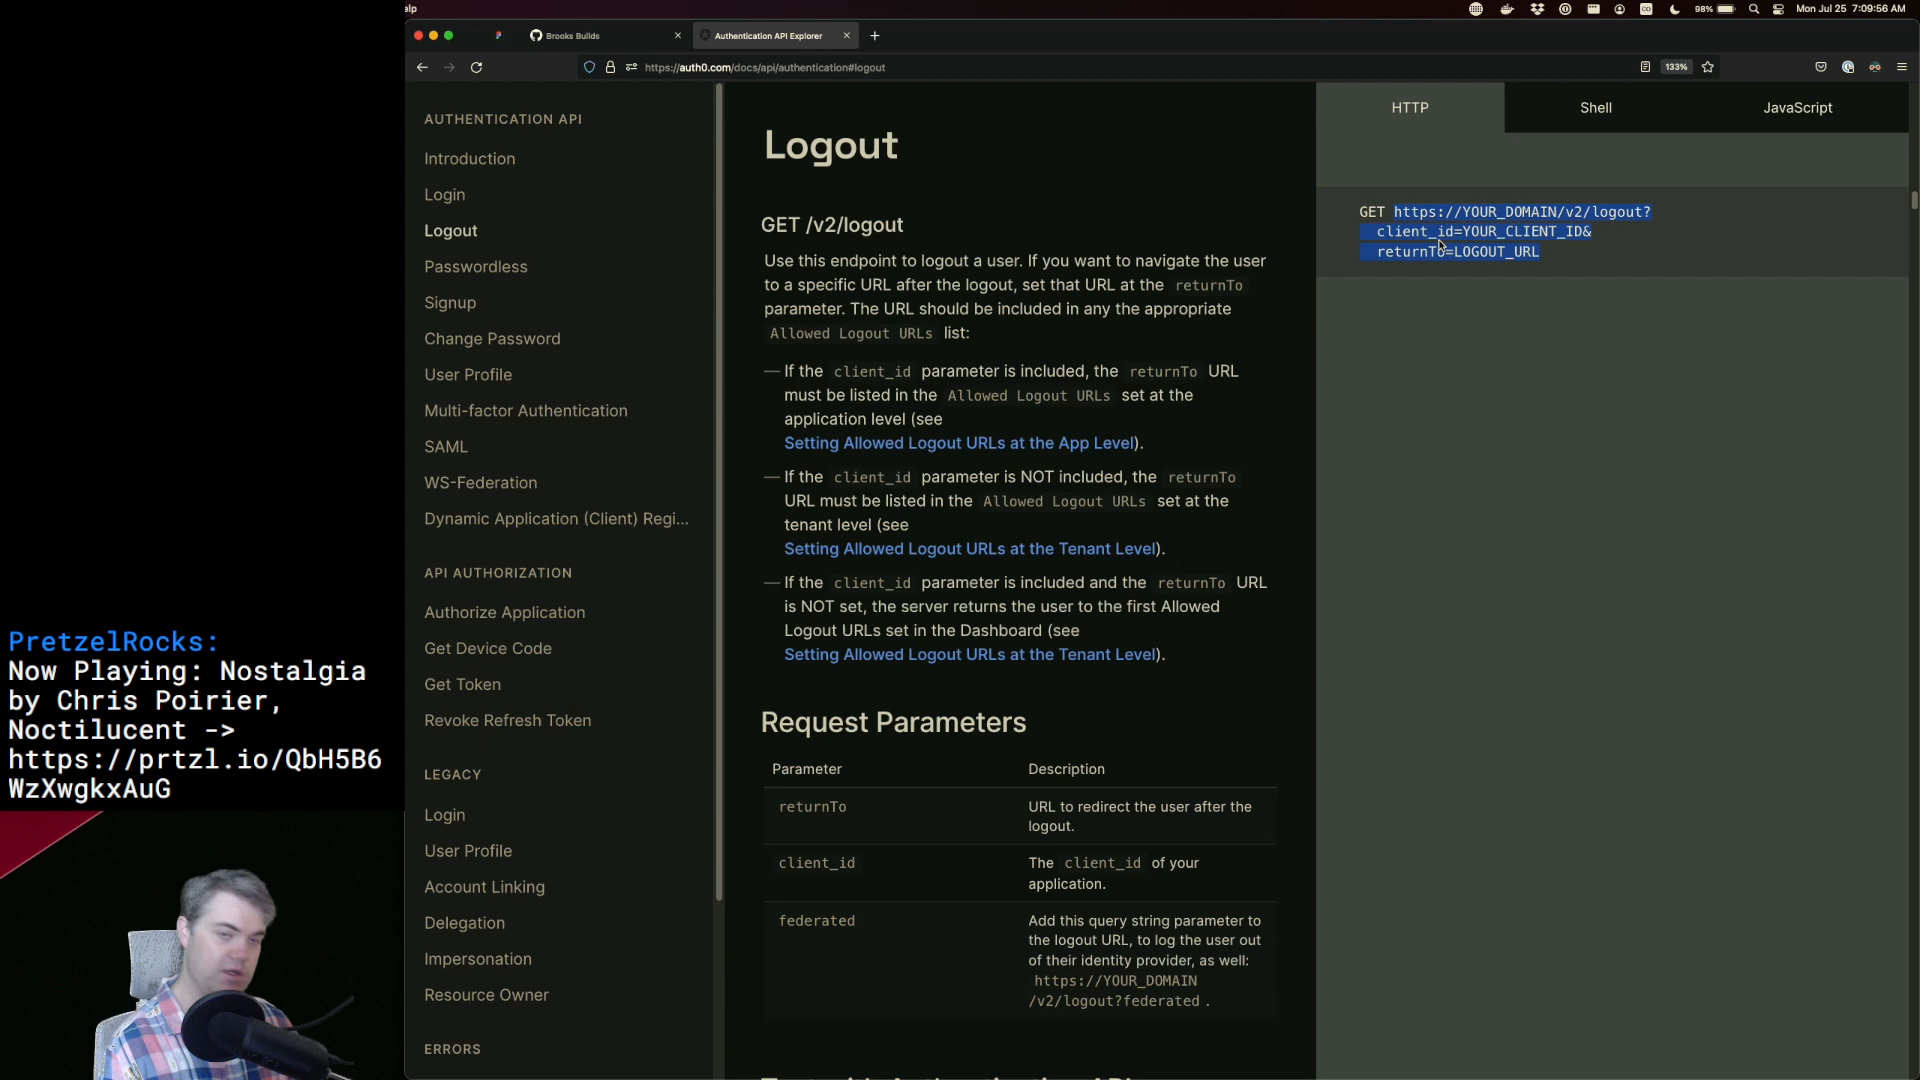 elp
98%
Mon Jul 25 7:09:56 AM
Brooks Builds
Authentication API Explorer
https://auth0.com/docs/api/authentication#logout
133%
AUTHENTICATION API
Introduction
Login
Logout
Passwordless
Signup
Change Password
User Profile
Multi-factor Authentication
SAML
WS-Federation
Dynamic Application (Client) Regi...
API AUTHORIZATION
Authorize Application
Get Device Code
Get Token
Revoke Refresh Token
LEGACY
Login
User Profile
Account Linking
Delegation
Impersonation
Resource Owner
ERRORS
Logout
GET /v2/logout
Use this endpoint to logout a user. If you want to navigate the user
to a specific URL after the logout, set that URL at the returnTo
parameter. The URL should be included in any the appropriate
Allowed Logout URLs list:
— If the client_id parameter is included, the returnTo URL
must be listed in the Allowed Logout URLs set at the
application level (see
Setting Allowed Logout URLs at the App Level).
— If the client_id parameter is NOT included, the returnTo
URL must be listed in the Allowed Logout URLs set at the
tenant level (see
Setting Allowed Logout URLs at the Tenant Level).
— If the client_id parameter is included and the returnTo URL
is NOT set, the server returns the user to the first Allowed
Logout URLs set in the Dashboard (see
Setting Allowed Logout URLs at the Tenant Level).
Request Parameters
Parameter Description
returnTo URL to redirect the user after the
logout.
client_id The client_id of your
application.
federated Add this query string parameter to
the logout URL, to log the user out
of their identity provider, as well:
https://YOUR_DOMAIN
/v2/logout?federated .
HTTP
Shell
JavaScript
GET https://YOUR_DOMAIN/v2/logout?
client_id=YOUR_CLIENT_ID&
returnTo=LOGOUT_URL
PretzelRocks:
Now Playing: Nostalgia
by Chris Poirier,
Noctilucent ->
https://prtzl.io/QbH5B6
WzXwgkxAuG